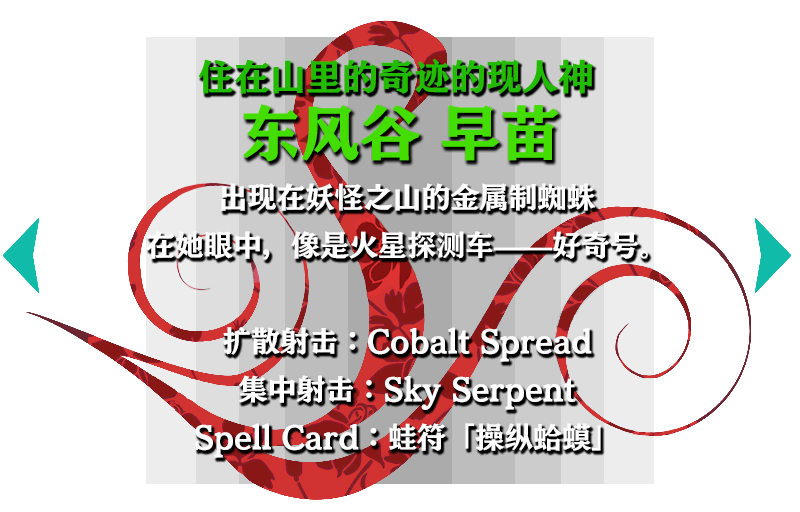 住在山里的奇迹的现人神
东风谷 早苗
出现在妖怪之山的金属制蜘蛛
在她眼中，像是火星探测车——好奇号。
扩散射击：Cobalt Spread
集中射击：Sky Serpent
Spell Card：蛙符「操纵蛤蟆」